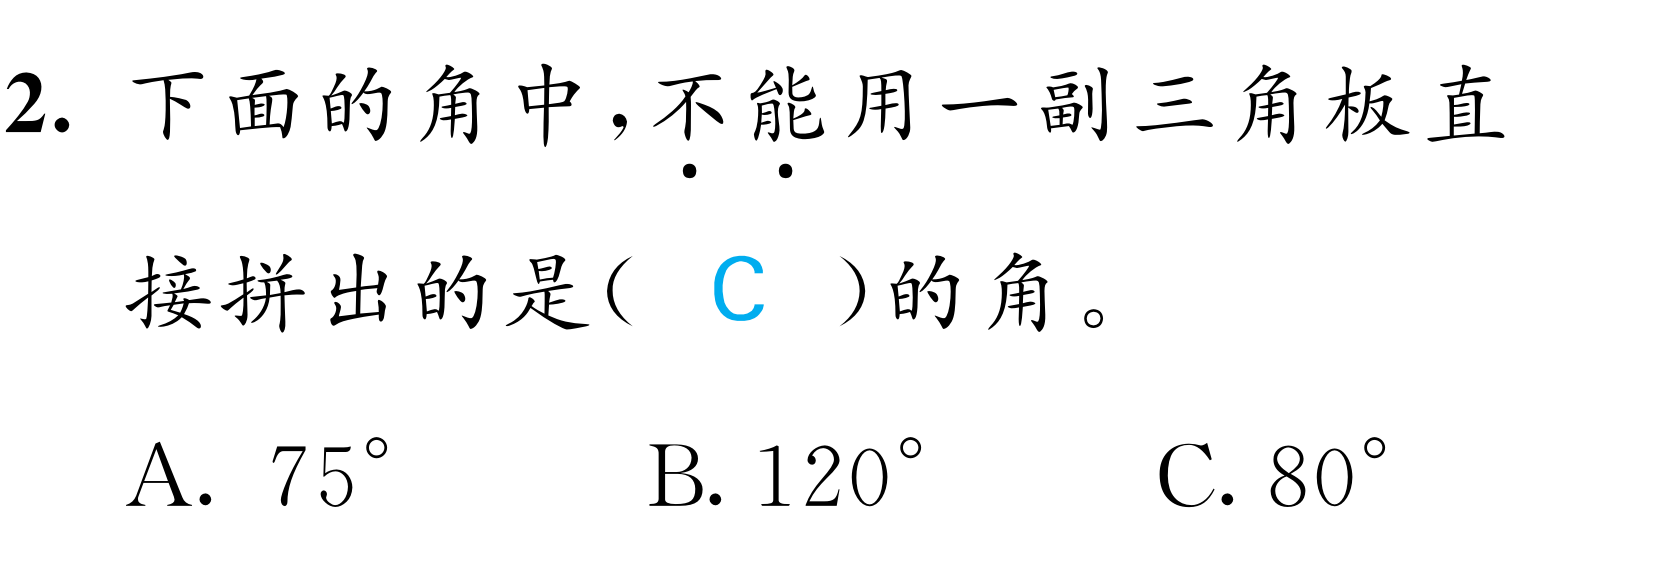 2. 下面的角中,不能用一副三角板直
接拼出的是( C )的角。
A. 75° B. 120° C. 80°